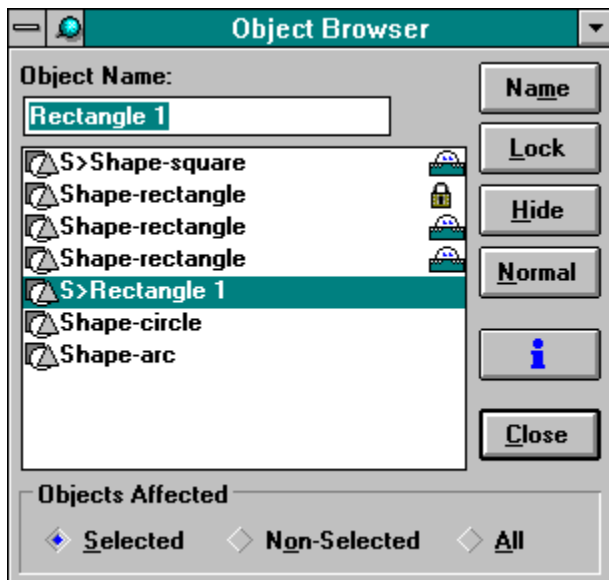 Object Browser
Object Name:
Rectangle 1
S>Shape-square
Shape-rectangle
Shape-rectangle
Shape-rectangle
S>Rectangle 1
Shape-circle
Shape-arc
Name
Lock
Hide
Normal
i
Close
Objects Affected
Selected Non-Selected All